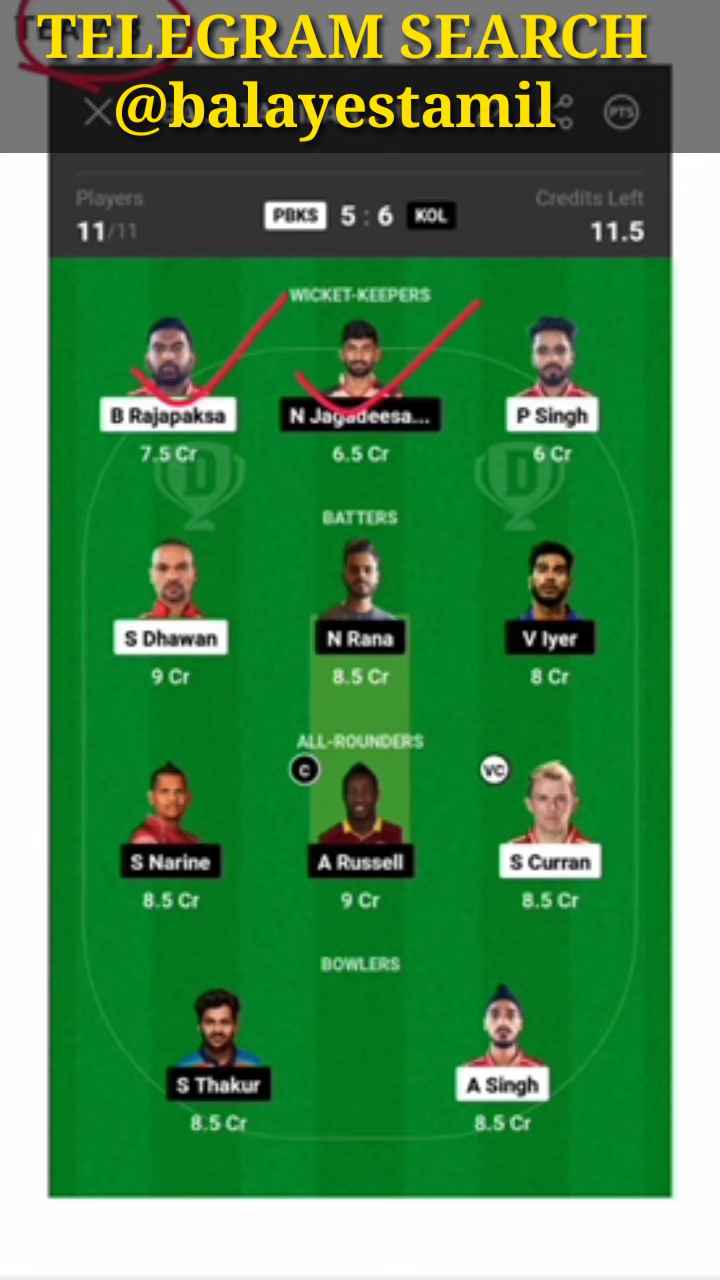 TELEGRAM SEARCH
@balayestamil
PTS
Players
Credits Left
11/11
PBKS 5 : 6 KOL
11.5
WICKET-KEEPERS
B Rajapaksa N Jagadeesa... P Singh
7.5 Cr 6.5 Cr 6 Cr
BATTERS
S Dhawan N Rana V Iyer
9 Cr 8.5 Cr 8 Cr
ALL-ROUNDERS
C VC
S Narine A Russell S Curran
8.5 Cr 9 Cr 8.5 Cr
BOWLERS
S Thakur A Singh
8.5 Cr 8.5 Cr